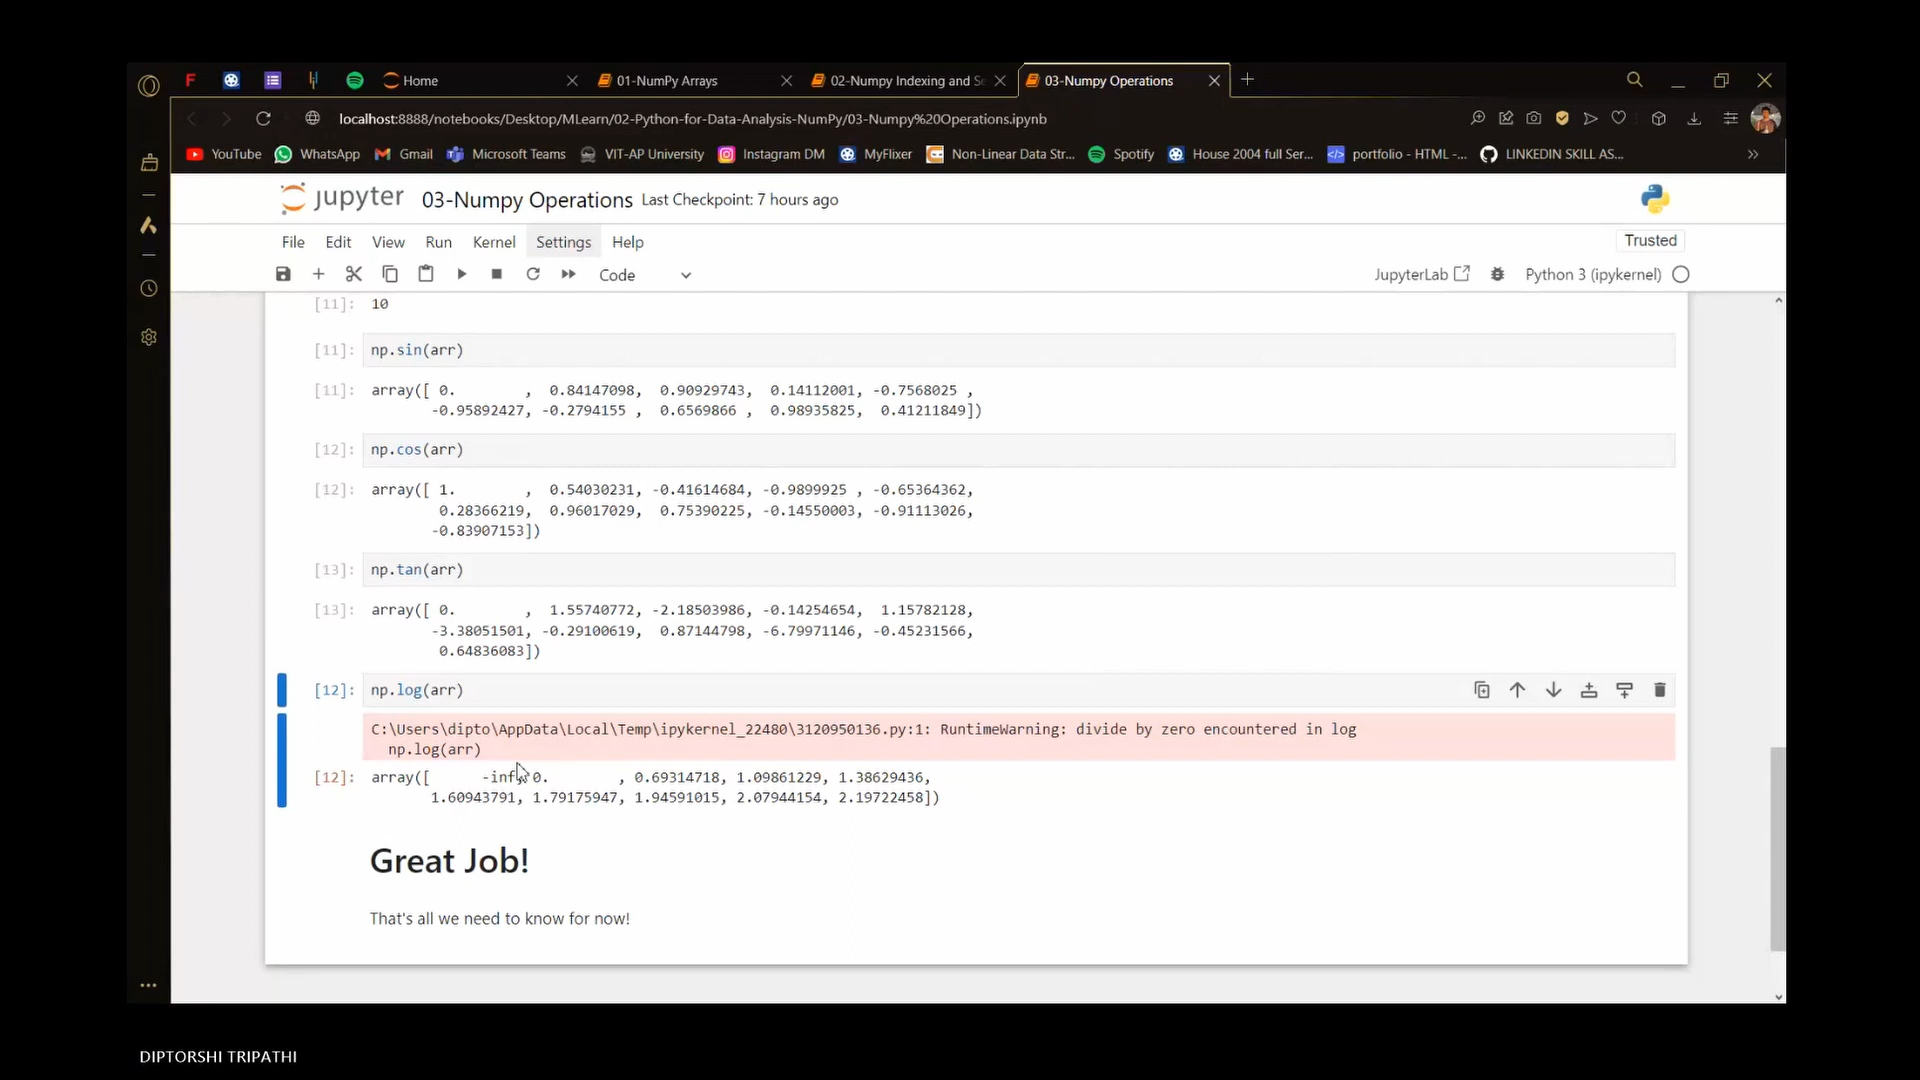 F
Home
01-NumPy Arrays
02-Numpy Indexing and Se
03-Numpy Operations
localhost:8888/notebooks/Desktop/MLearn/02-Python-for-Data-Analysis-NumPy/03-Numpy%20Operations.ipynb
YouTube WhatsApp Gmail Microsoft Teams VIT-AP University Instagram DM MyFlixer Non-Linear Data Str... Spotify House 2004 full Ser... portfolio - HTML -... LINKEDIN SKILL AS...
jupyter 03-Numpy Operations Last Checkpoint: 7 hours ago
File Edit View Run Kernel Settings Help Trusted
Code JupyterLab Python 3 (ipykernel)
[11]: 10
[11]: np.sin(arr)
[11]: array([ 0.        ,  0.84147098,  0.90929743,  0.14112001, -0.7568025 ,
-0.95892427, -0.2794155 ,  0.6569866 ,  0.98935825,  0.41211849])
[12]: np.cos(arr)
[12]: array([ 1.        ,  0.54030231, -0.41614684, -0.9899925 , -0.65364362,
0.28366219,  0.96017029,  0.75390225, -0.14550003, -0.91113026,
-0.83907153])
[13]: np.tan(arr)
[13]: array([ 0.        ,  1.55740772, -2.18503986, -0.14254654,  1.15782128,
-3.38051501, -0.29100619,  0.87144798, -6.79971146, -0.45231566,
0.64836083])
[12]: np.log(arr)
C:\Users\dipto\AppData\Local\Temp\ipykernel_22480\3120950136.py:1: RuntimeWarning: divide by zero encountered in log
np.log(arr)
[12]: array([      -inf, 0.        , 0.69314718, 1.09861229, 1.38629436,
1.60943791, 1.79175947, 1.94591015, 2.07944154, 2.19722458])
Great Job!
That's all we need to know for now!
DIPTORSHI TRIPATHI